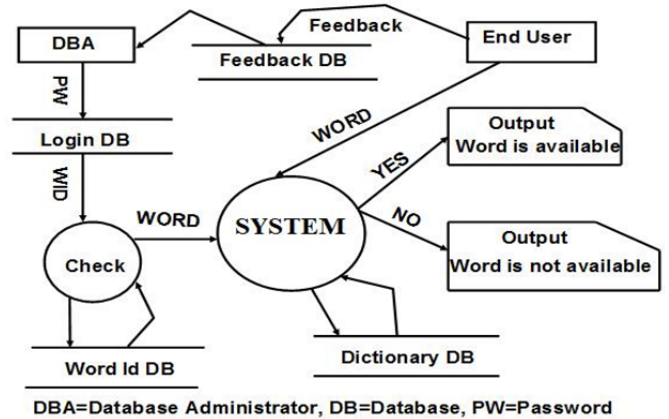 Feedback
DBA
End User
Feedback DB
PW
WORD
Output
Word is available
Login DB
YES
WID
WORD
SYSTEM
NO
Output
Word is not available
Check
Dictionary DB
Word Id DB
DBA=Database Administrator, DB=Database, PW=Password